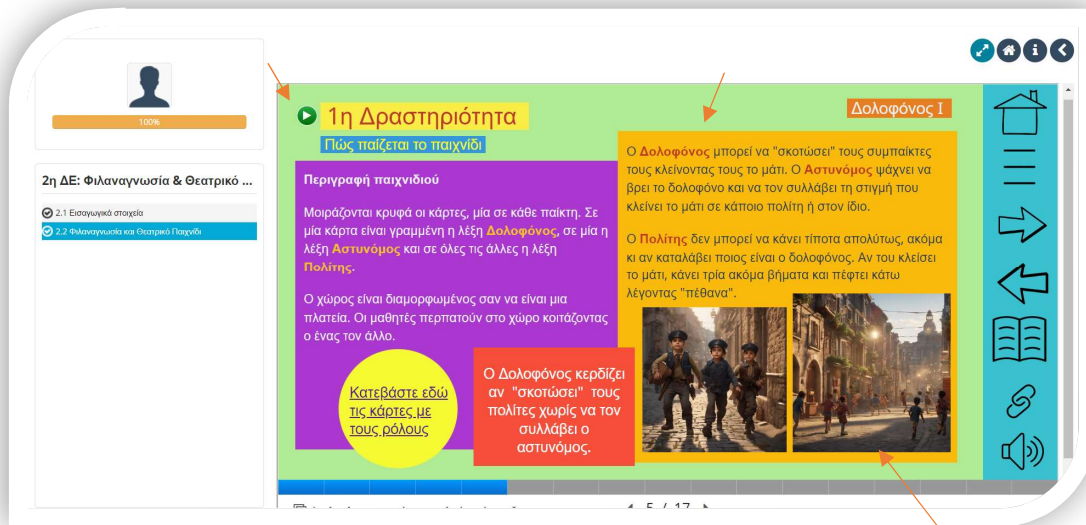 100%
2η ΔΕ: Φιλαναγνωσία & Θεατρικό ...
2.1 Εισαγωγικά στοιχεία
2.2 Φιλαναγνωσία και Θεατρικό Παιχνίδι
1η Δραστηριότητα
Πώς παίζεται το παιχνίδι
Δολοφόνος Ι
Περιγραφή παιχνιδιού
Μοιράζονται κρυφά οι κάρτες, μία σε κάθε παίκτη. Σε
μία κάρτα είναι γραμμένη η λέξη Δολοφόνος, σε μία η
λέξη Αστυνόμος και σε όλες τις άλλες η λέξη
Πολίτης.
Ο χώρος είναι διαμορφωμένος σαν να είναι μια
πλατεία. Οι μαθητές περπατούν στο χώρο κοιτάζοντας
ο ένας τον άλλο.
Κατεβάστε εδώ
τις κάρτες με
τους ρόλους
Ο Δολοφόνος κερδίζει
αν "σκοτώσει" τους
πολίτες χωρίς να τον
συλλάβει ο
αστυνόμος.
Ο Δολοφόνος μπορεί να "σκοτώσει" τους συμπαίκτες
τους κλείνοντας τους το μάτι. Ο Αστυνόμος ψάχνει να
βρει το δολοφόνο και να τον συλλάβει τη στιγμή που
κλείνει το μάτι σε κάποιο πολίτη ή στον ίδιο.
Ο Πολίτης δεν μπορεί να κάνει τίποτα απολύτως, ακόμα
κι αν καταλάβει ποιος είναι ο δολοφόνος. Αν του κλείσει
το μάτι, κάνει τρία ακόμα βήματα και πέφτει κάτω
λέγοντας "πέθανα".
5 / 17